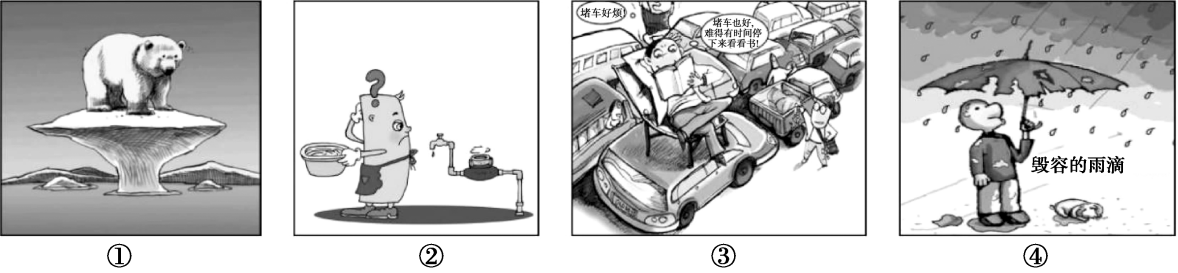 堵车好烦!
堵车也好,
难得有时间停
下来看看书!
毁容的雨滴
?
① ② ③ ④